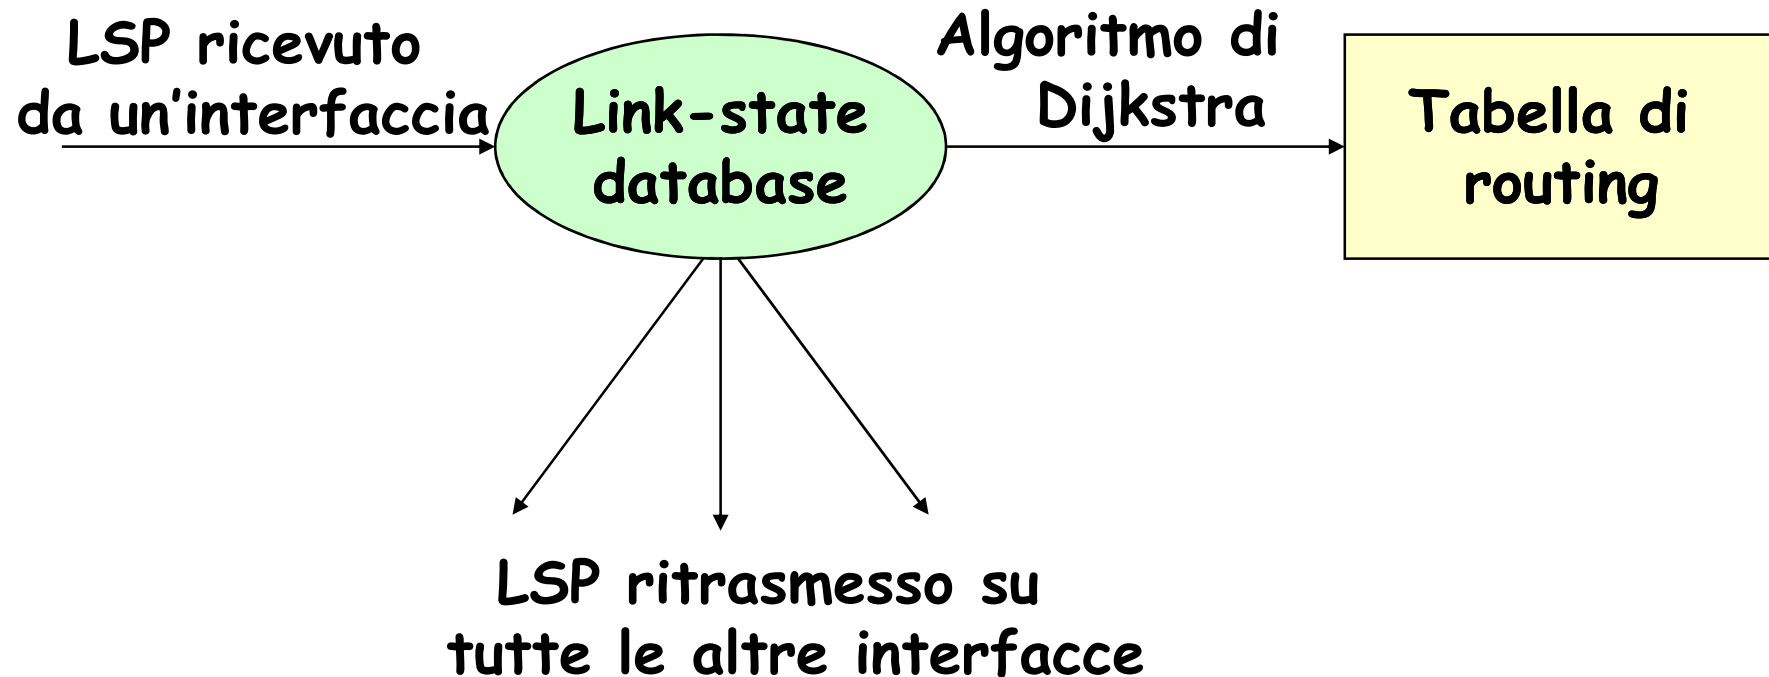 LSP ricevuto
da un'interfaccia
Link-state
database
Algoritmo di
Dijkstra
Tabella di
routing
LSP ritrasmesso su
tutte le altre interfacce